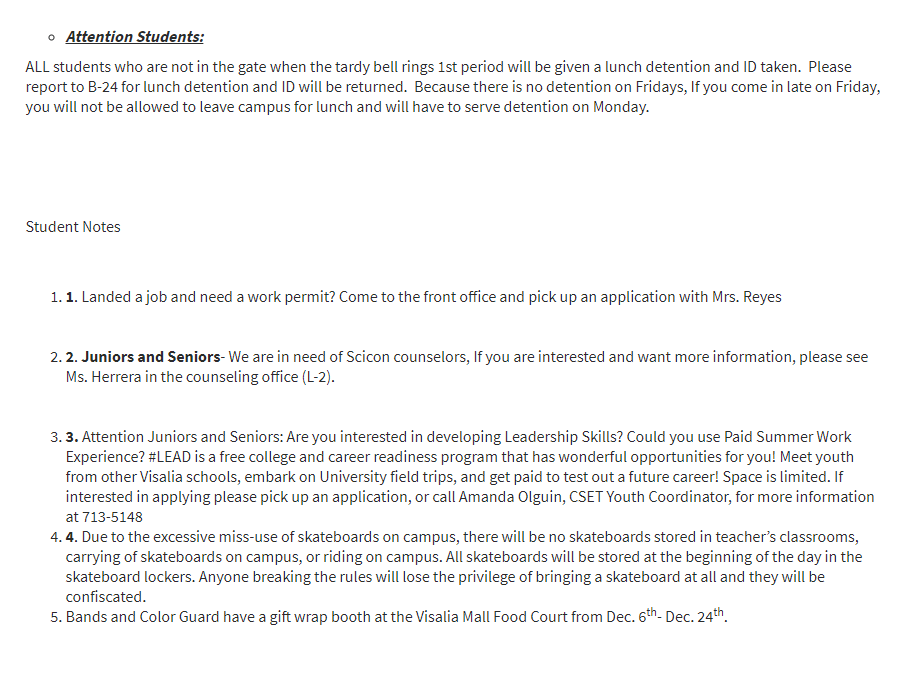 Attention Students:
ALL students who are not in the gate when the tardy bell rings 1st period will be given a lunch detention and ID taken.  Please
report to B-24 for lunch detention and ID will be returned.  Because there is no detention on Fridays, If you come in late on Friday,
you will not be allowed to leave campus for lunch and will have to serve detention on Monday.
Student Notes
1. 1. Landed a job and need a work permit? Come to the front office and pick up an application with Mrs. Reyes
2. 2. Juniors and Seniors- We are in need of Scicon counselors, If you are interested and want more information, please see
Ms. Herrera in the counseling office (L-2).
3. 3. Attention Juniors and Seniors: Are you interested in developing Leadership Skills? Could you use Paid Summer Work
Experience? #LEAD is a free college and career readiness program that has wonderful opportunities for you! Meet youth
from other Visalia schools, embark on University field trips, and get paid to test out a future career! Space is limited. If
interested in applying please pick up an application, or call Amanda Olguin, CSET Youth Coordinator, for more information
at 713-5148
4. 4. Due to the excessive miss-use of skateboards on campus, there will be no skateboards stored in teacher’s classrooms,
carrying of skateboards on campus, or riding on campus. All skateboards will be stored at the beginning of the day in the
skateboard lockers. Anyone breaking the rules will lose the privilege of bringing a skateboard at all and they will be
confiscated.
5. Bands and Color Guard have a gift wrap booth at the Visalia Mall Food Court from Dec. 6th- Dec. 24th.